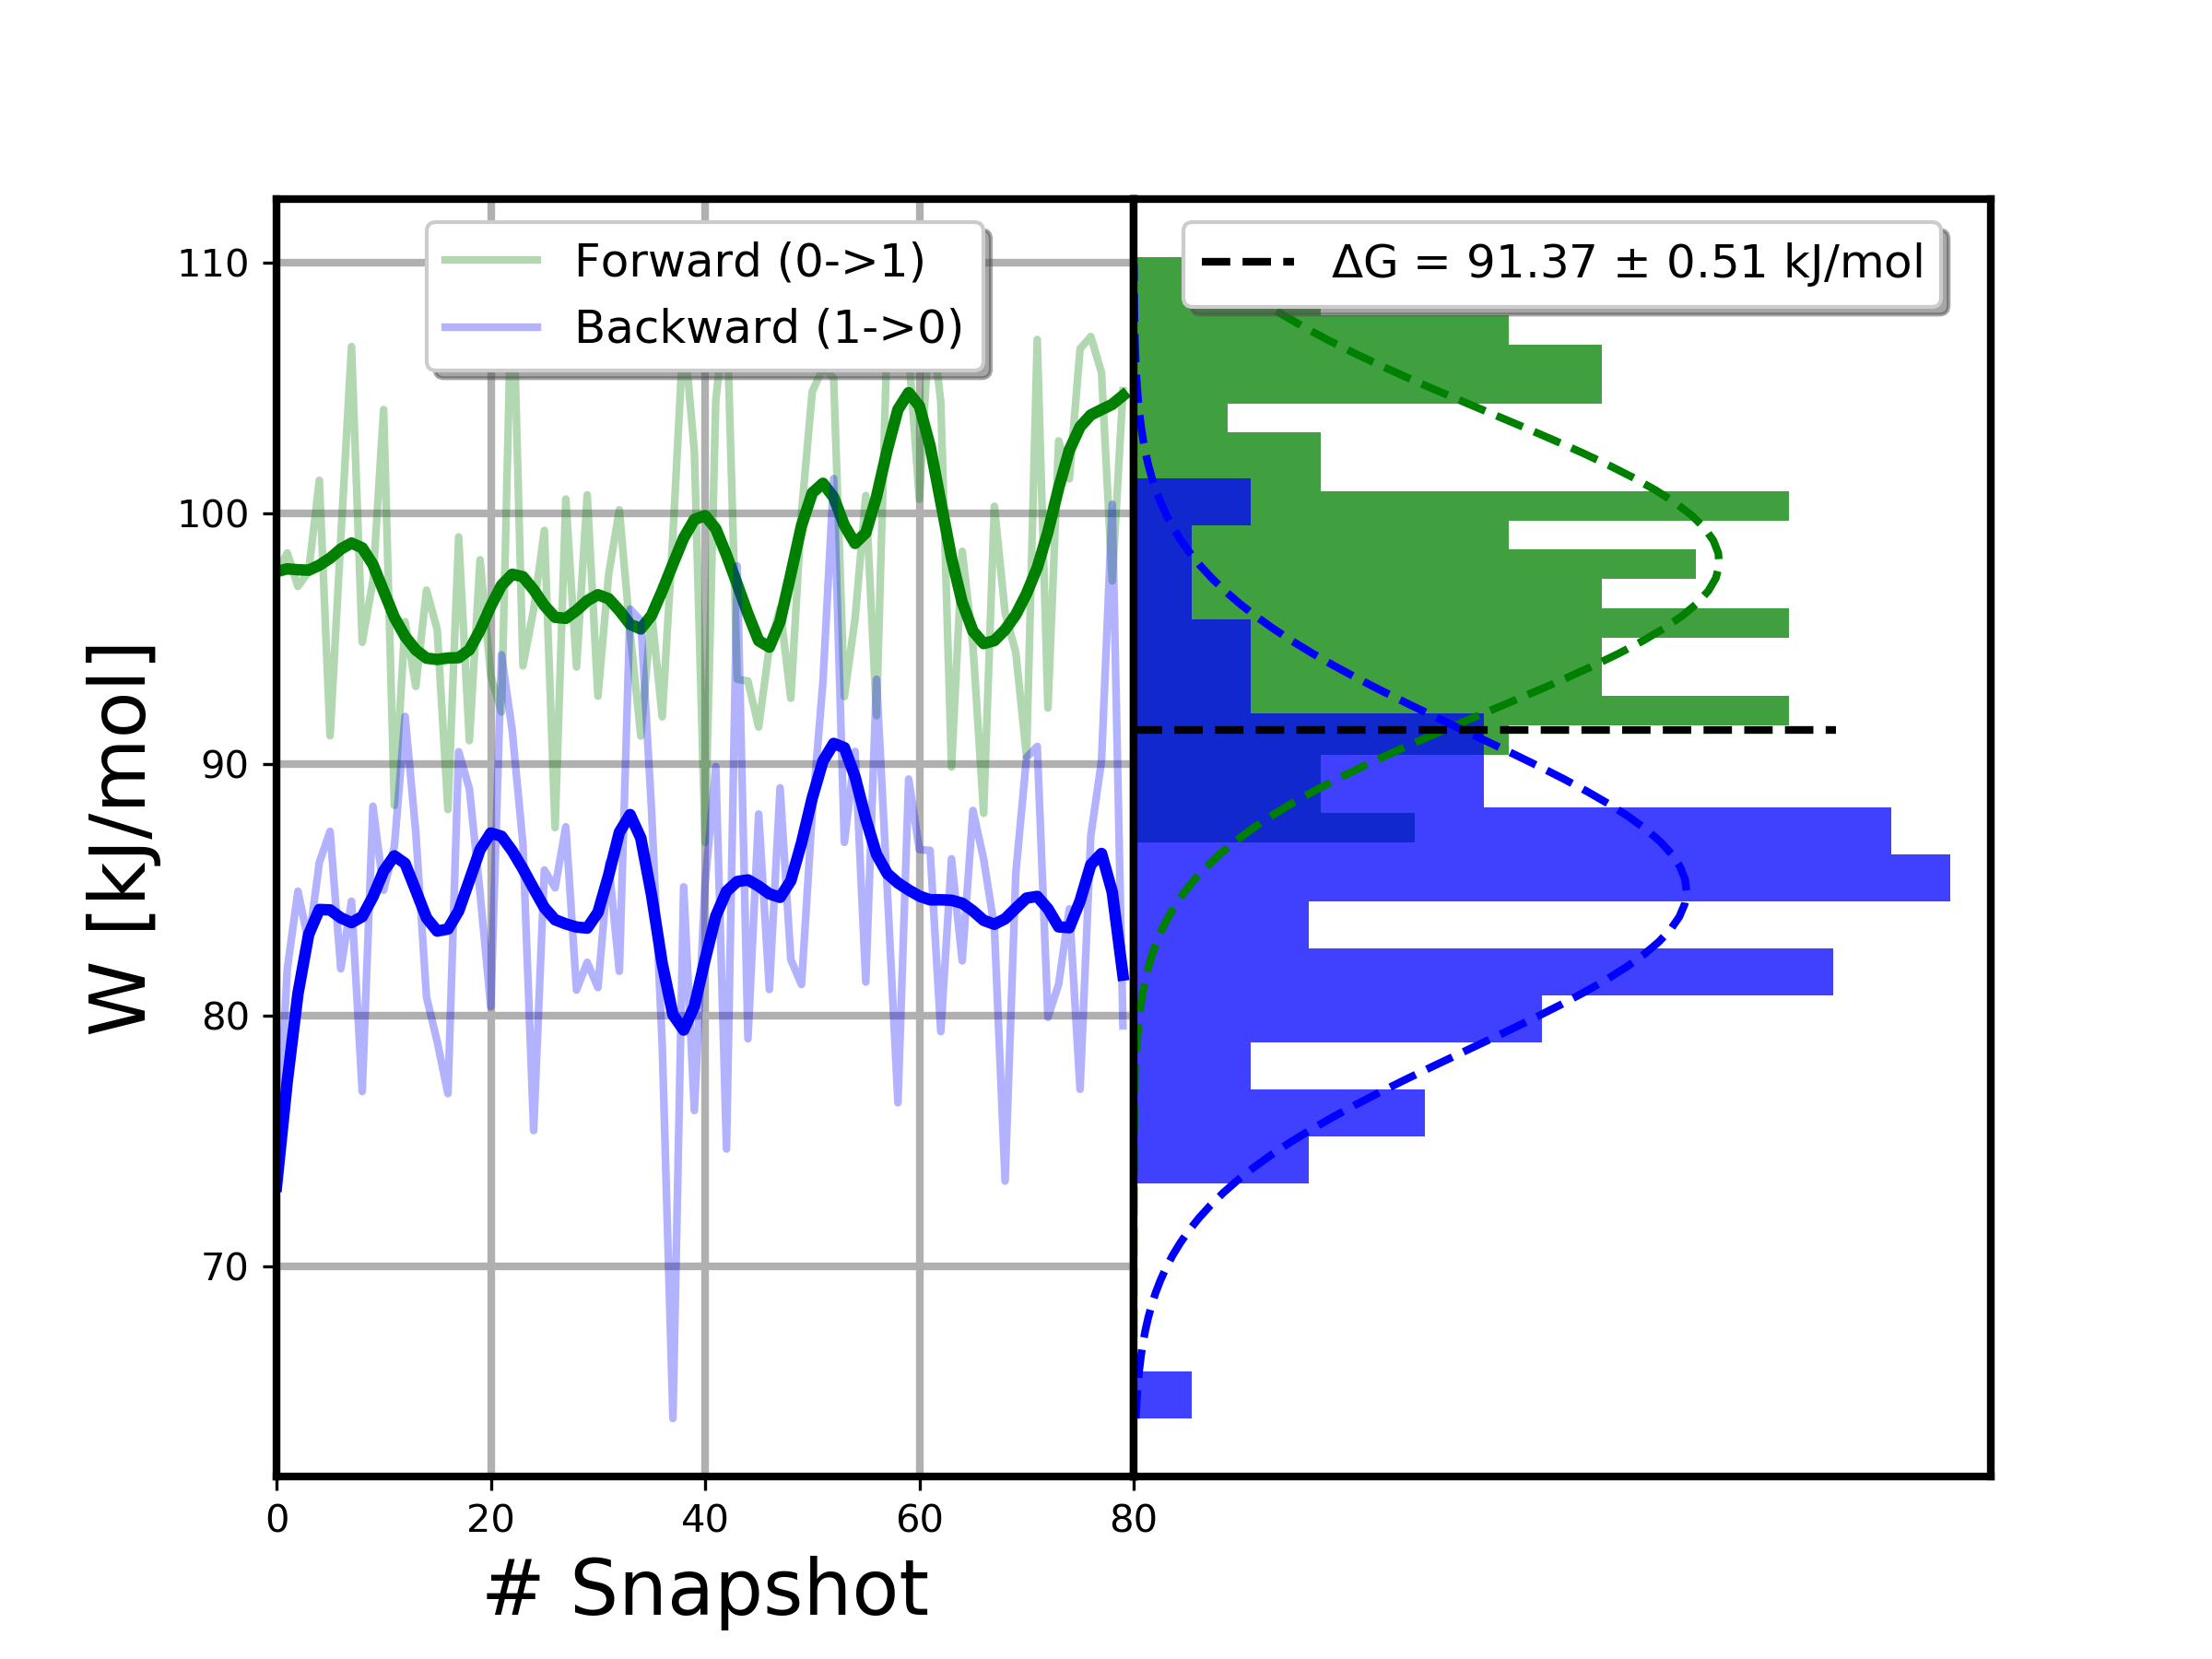 Forward (0->1)
Backward (1->0)
ΔG = 91.37 ± 0.51 kJ/mol
W [kJ/mol]
110
100
90
80
70
0 20 40 60 80
# Snapshot